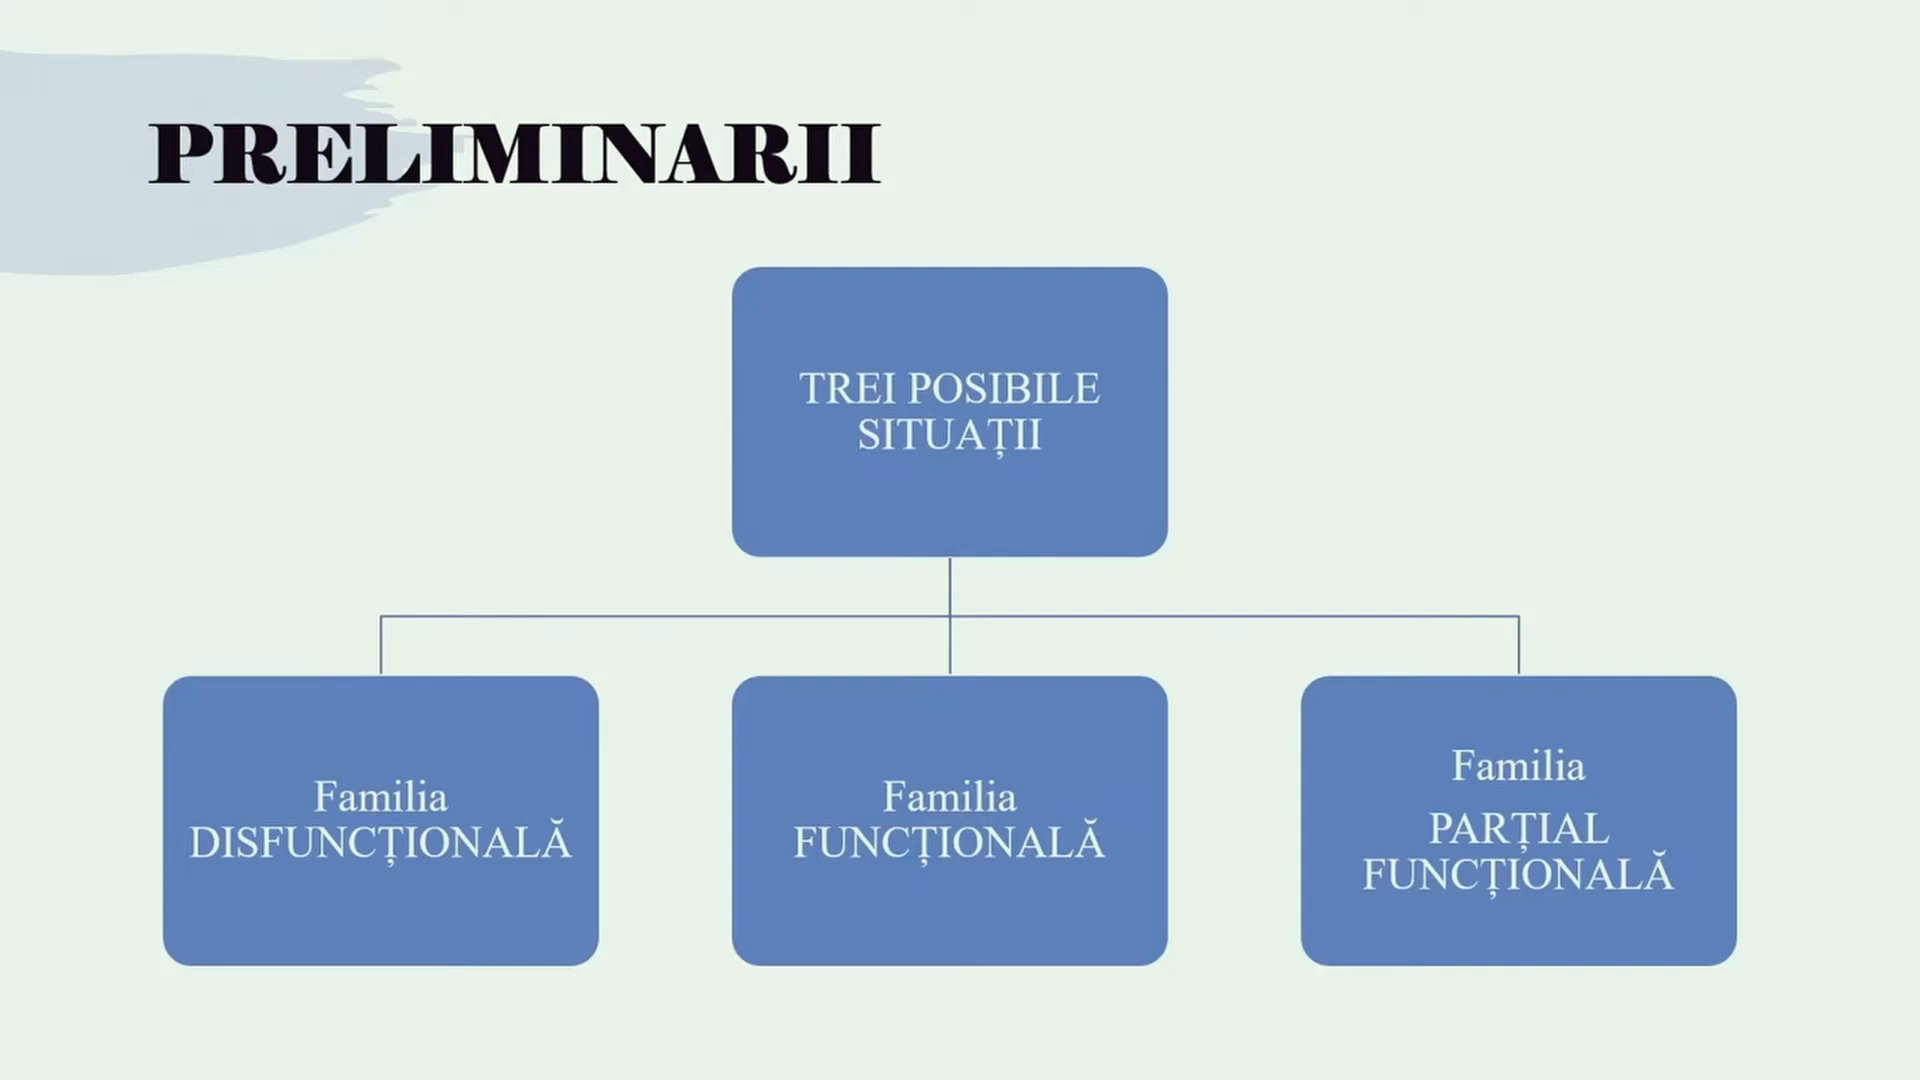 PRELIMINARII
TREI POSIBILE
SITUAȚII
Familia
DISFUNCȚIONALĂ
Familia
FUNCȚIONALĂ
Familia
PARȚIAL
FUNCȚIONALĂ